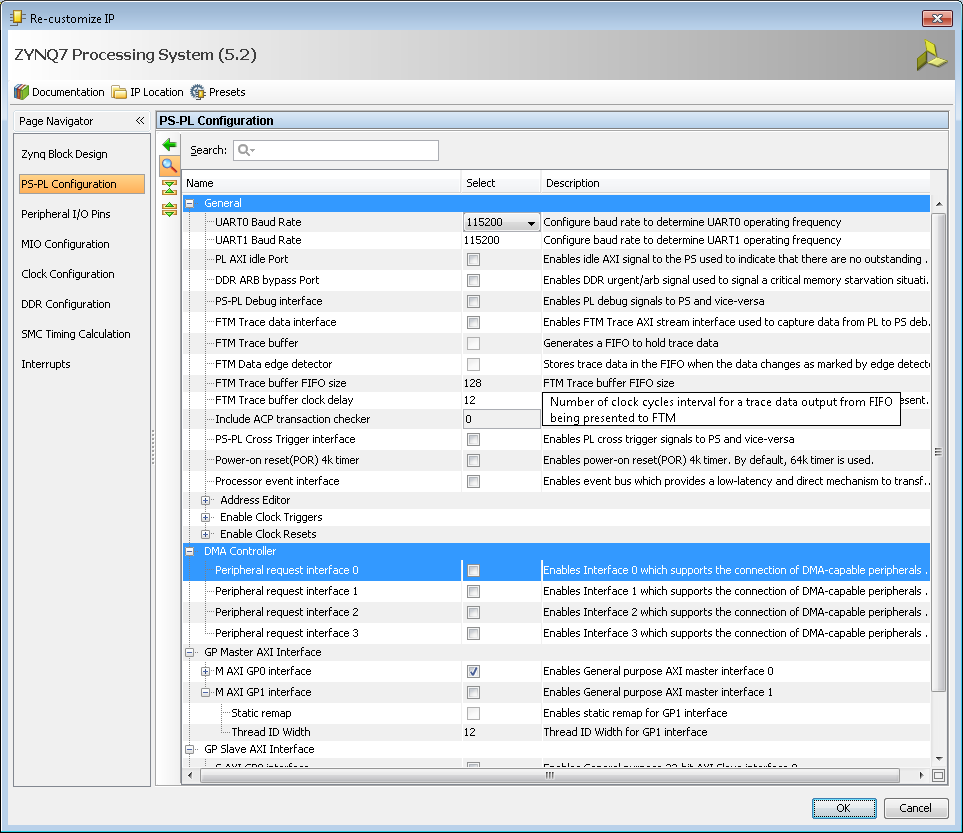 Re-customize IP
ZYNQ7 Processing System (5.2)
Documentation IP Location Presets
Page Navigator «
Zynq Block Design
PS-PL Configuration
Peripheral I/O Pins
MIO Configuration
Clock Configuration
DDR Configuration
SMC Timing Calculation
Interrupts
PS-PL Configuration
Search:
Name Select Description
General
UART0 Baud Rate 115200 Configure baud rate to determine UART0 operating frequency
UART1 Baud Rate 115200 Configure baud rate to determine UART1 operating frequency
PL AXI idle Port Enables idle AXI signal to the PS used to indicate that there are no outstanding .
DDR ARB bypass Port Enables DDR urgent/arb signal used to signal a critical memory starvation situati.
PS-PL Debug interface Enables PL debug signals to PS and vice-versa
FTM Trace data interface Enables FTM Trace AXI stream interface used to capture data from PL to PS deb.
FTM Trace buffer Generates a FIFO to hold trace data
FTM Data edge detector Stores trace data in the FIFO when the data changes as marked by edge detect
FTM Trace buffer FIFO size 128 FTM Trace buffer FIFO size
FTM Trace buffer clock delay 12 esent.
Number of clock cycles interval for a trace data output from FIFO
being presented to FTM
Include ACP transaction checker 0
PS-PL Cross Trigger interface Enables PL cross trigger signals to PS and vice-versa
Power-on reset(POR) 4k timer Enables power-on reset(POR) 4k timer. By default, 64k timer is used.
Processor event interface Enables event bus which provides a low-latency and direct mechanism to transf..
Address Editor
Enable Clock Triggers
Enable Clock Resets
DMA Controller
Peripheral request interface 0 Enables Interface 0 which supports the connection of DMA-capable peripherals .
Peripheral request interface 1 Enables Interface 1 which supports the connection of DMA-capable peripherals .
Peripheral request interface 2 Enables Interface 2 which supports the connection of DMA-capable peripherals .
Peripheral request interface 3 Enables Interface 3 which supports the connection of DMA-capable peripherals .
GP Master AXI Interface
M AXI GP0 interface Enables General purpose AXI master interface 0
M AXI GP1 interface Enables General purpose AXI master interface 1
Static remap Enables static remap for GP1 interface
Thread ID Width 12 Thread ID Width for GP1 interface
GP Slave AXI Interface
S AXI GP0 interface Enables General purpose 32-bit AXI Slave interface 0
OK Cancel